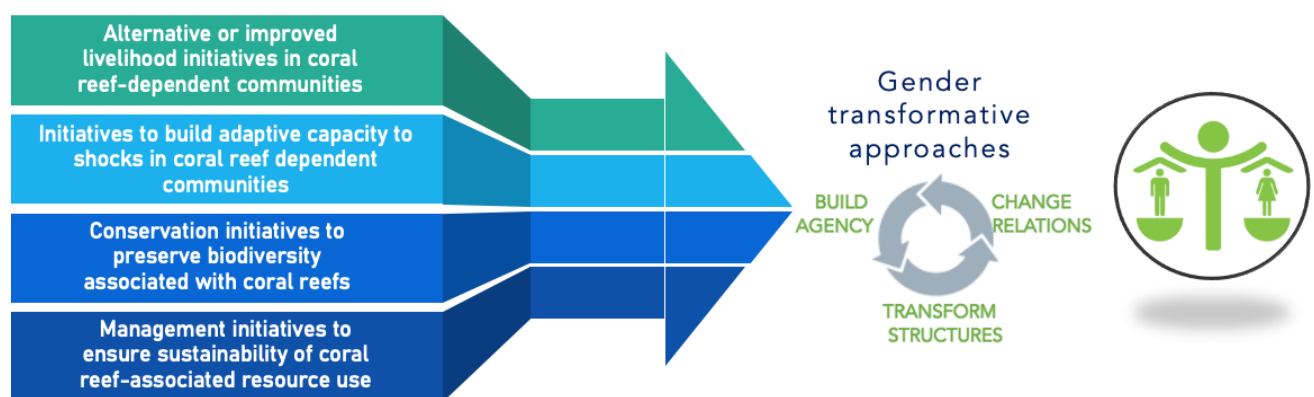 Alternative or improved
livelihood initiatives in coral
reef-dependent communities
Initiatives to build adaptive capacity to
shocks in coral reef dependent
communities
Conservation initiatives to
preserve biodiversity
associated with coral reefs
Management initiatives to
ensure sustainability of coral
reef-associated resource use
Gender
transformative
approaches
BUILD
AGENCY
CHANGE
RELATIONS
TRANSFORM
STRUCTURES